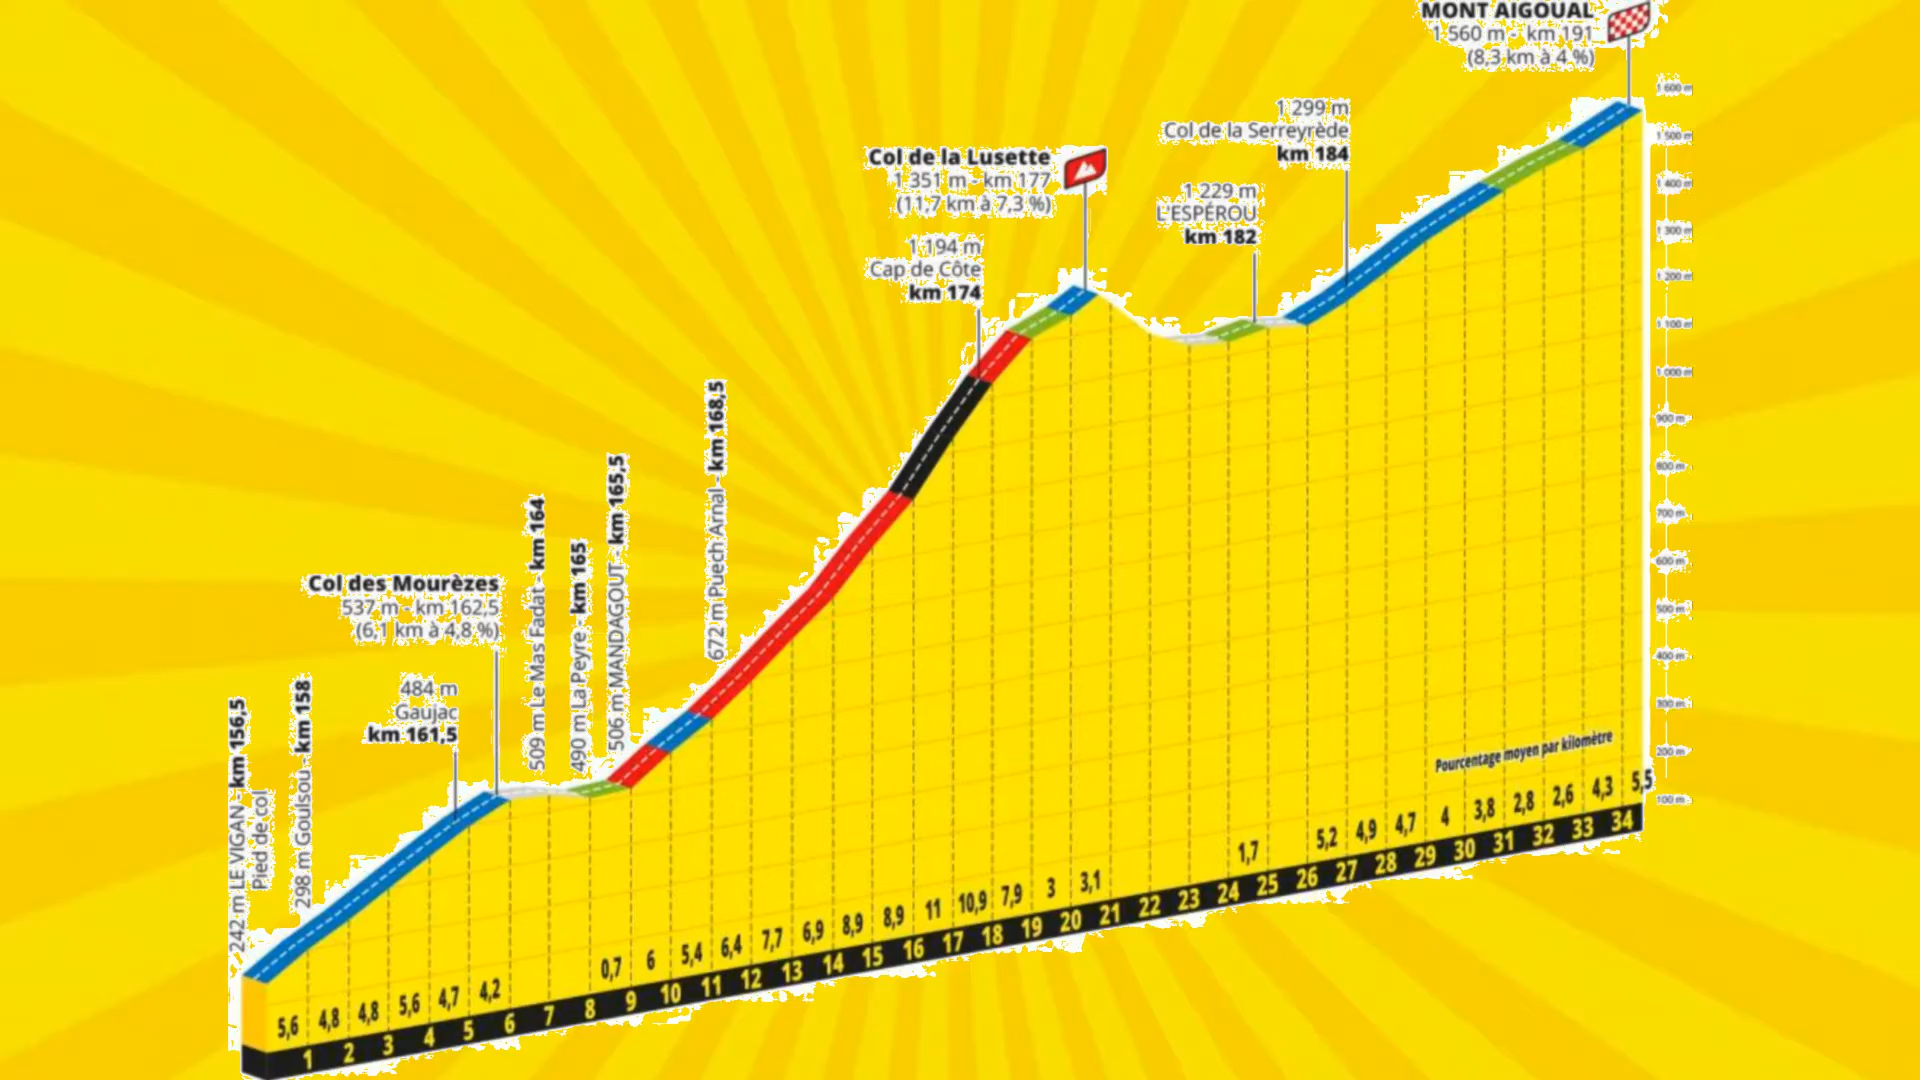 MONT AIGOUAL
1 560 m - km 191
(8,3 km à 4 %)
1 299 m
Col de la Serreyrède
km 184
Col de la Lusette
1 351 m - km 177
(11,7 km à 7,3 %)
1 229 m
L'ESPÉROU
km 182
1 194 m
Cap de Côte
km 174
672 m Puech Arnal - km 168,5
506 m MANDAGOUT - km 165,5
490 m La Peyre - km 165
509 m Le Mas Fadat - km 164
Col des Mourèzes
537 m - km 162,5
(6,1 km à 4,8 %)
484 m
Gaujac
km 161,5
298 m Goulsou - km 158
242 m LE VIGAN - km 156,5
Pied de col
1 600 m
1 500 m
1 400 m
1 300 m
1 200 m
1 100 m
1 000 m
900 m
800 m
700 m
600 m
500 m
400 m
300 m
200 m
100 m
Pourcentage moyen par kilomètre
5,6 4,8 4,8 5,6 4,7 4,2 0,7 6 5,4 6,4 7,7 6,9 8,9 8,9 11 10,9 7,9 3 3,1 1,7 5,2 4,9 4,7 4 3,8 2,8 2,6 4,3 5,5
1 2 3 4 5 6 7 8 9 10 11 12 13 14 15 16 17 18 19 20 21 22 23 24 25 26 27 28 29 30 31 32 33 34